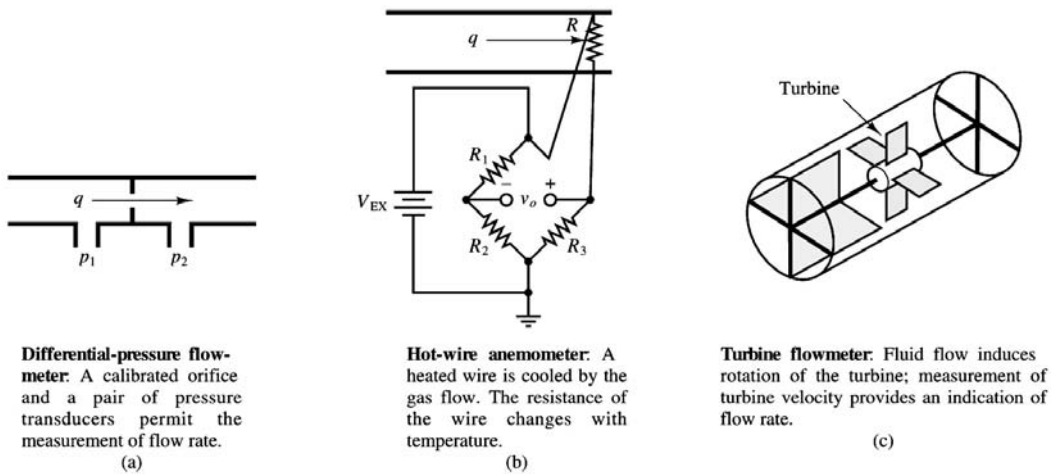 q
p1
p2
Differential-pressure flow-
meter: A calibrated orifice
and a pair of pressure
transducers permit the
measurement of flow rate.
(a)
R
q
R1
VEX
− vo +
R2
R3
Hot-wire anemometer: A
heated wire is cooled by the
gas flow. The resistance of
the wire changes with
temperature.
(b)
Turbine
Turbine flowmeter: Fluid flow induces
rotation of the turbine; measurement of
turbine velocity provides an indication of
flow rate.
(c)